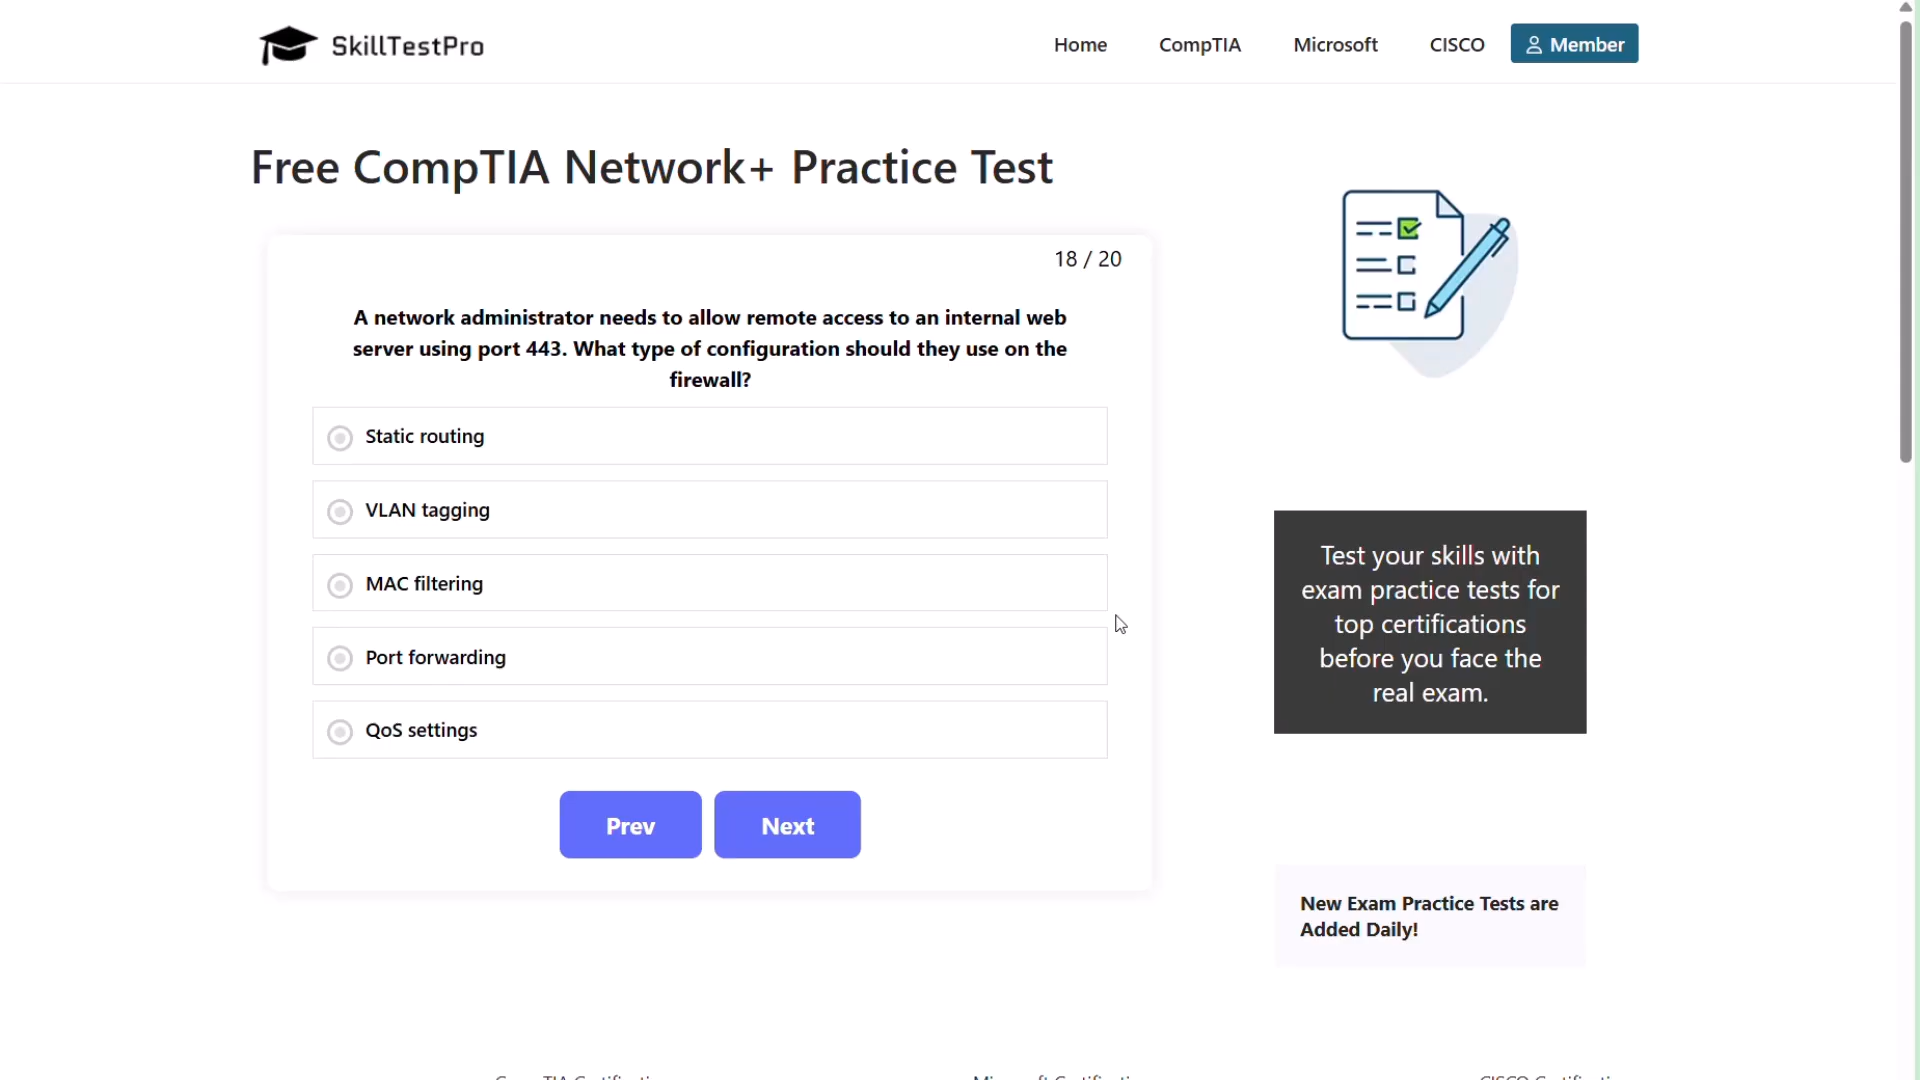 SkillTestPro
Home
CompTIA
Microsoft
CISCO
Member
Free CompTIA Network+ Practice Test
18 / 20
A network administrator needs to allow remote access to an internal web
server using port 443. What type of configuration should they use on the
firewall?
Static routing
VLAN tagging
MAC filtering
Port forwarding
QoS settings
Prev
Next
Test your skills with
exam practice tests for
top certifications
before you face the
real exam.
New Exam Practice Tests are
Added Daily!